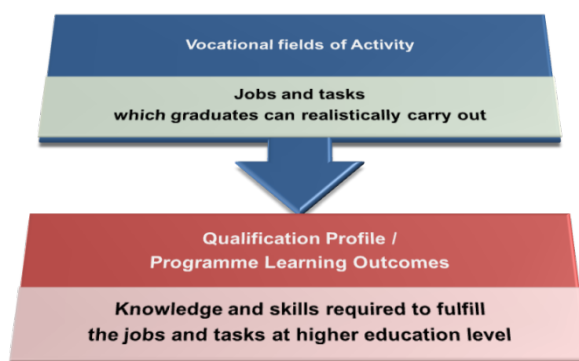 Vocational fields of Activity
Jobs and tasks
which graduates can realistically carry out
Qualification Profile /
Programme Learning Outcomes
Knowledge and skills required to fulfill
the jobs and tasks at higher education level